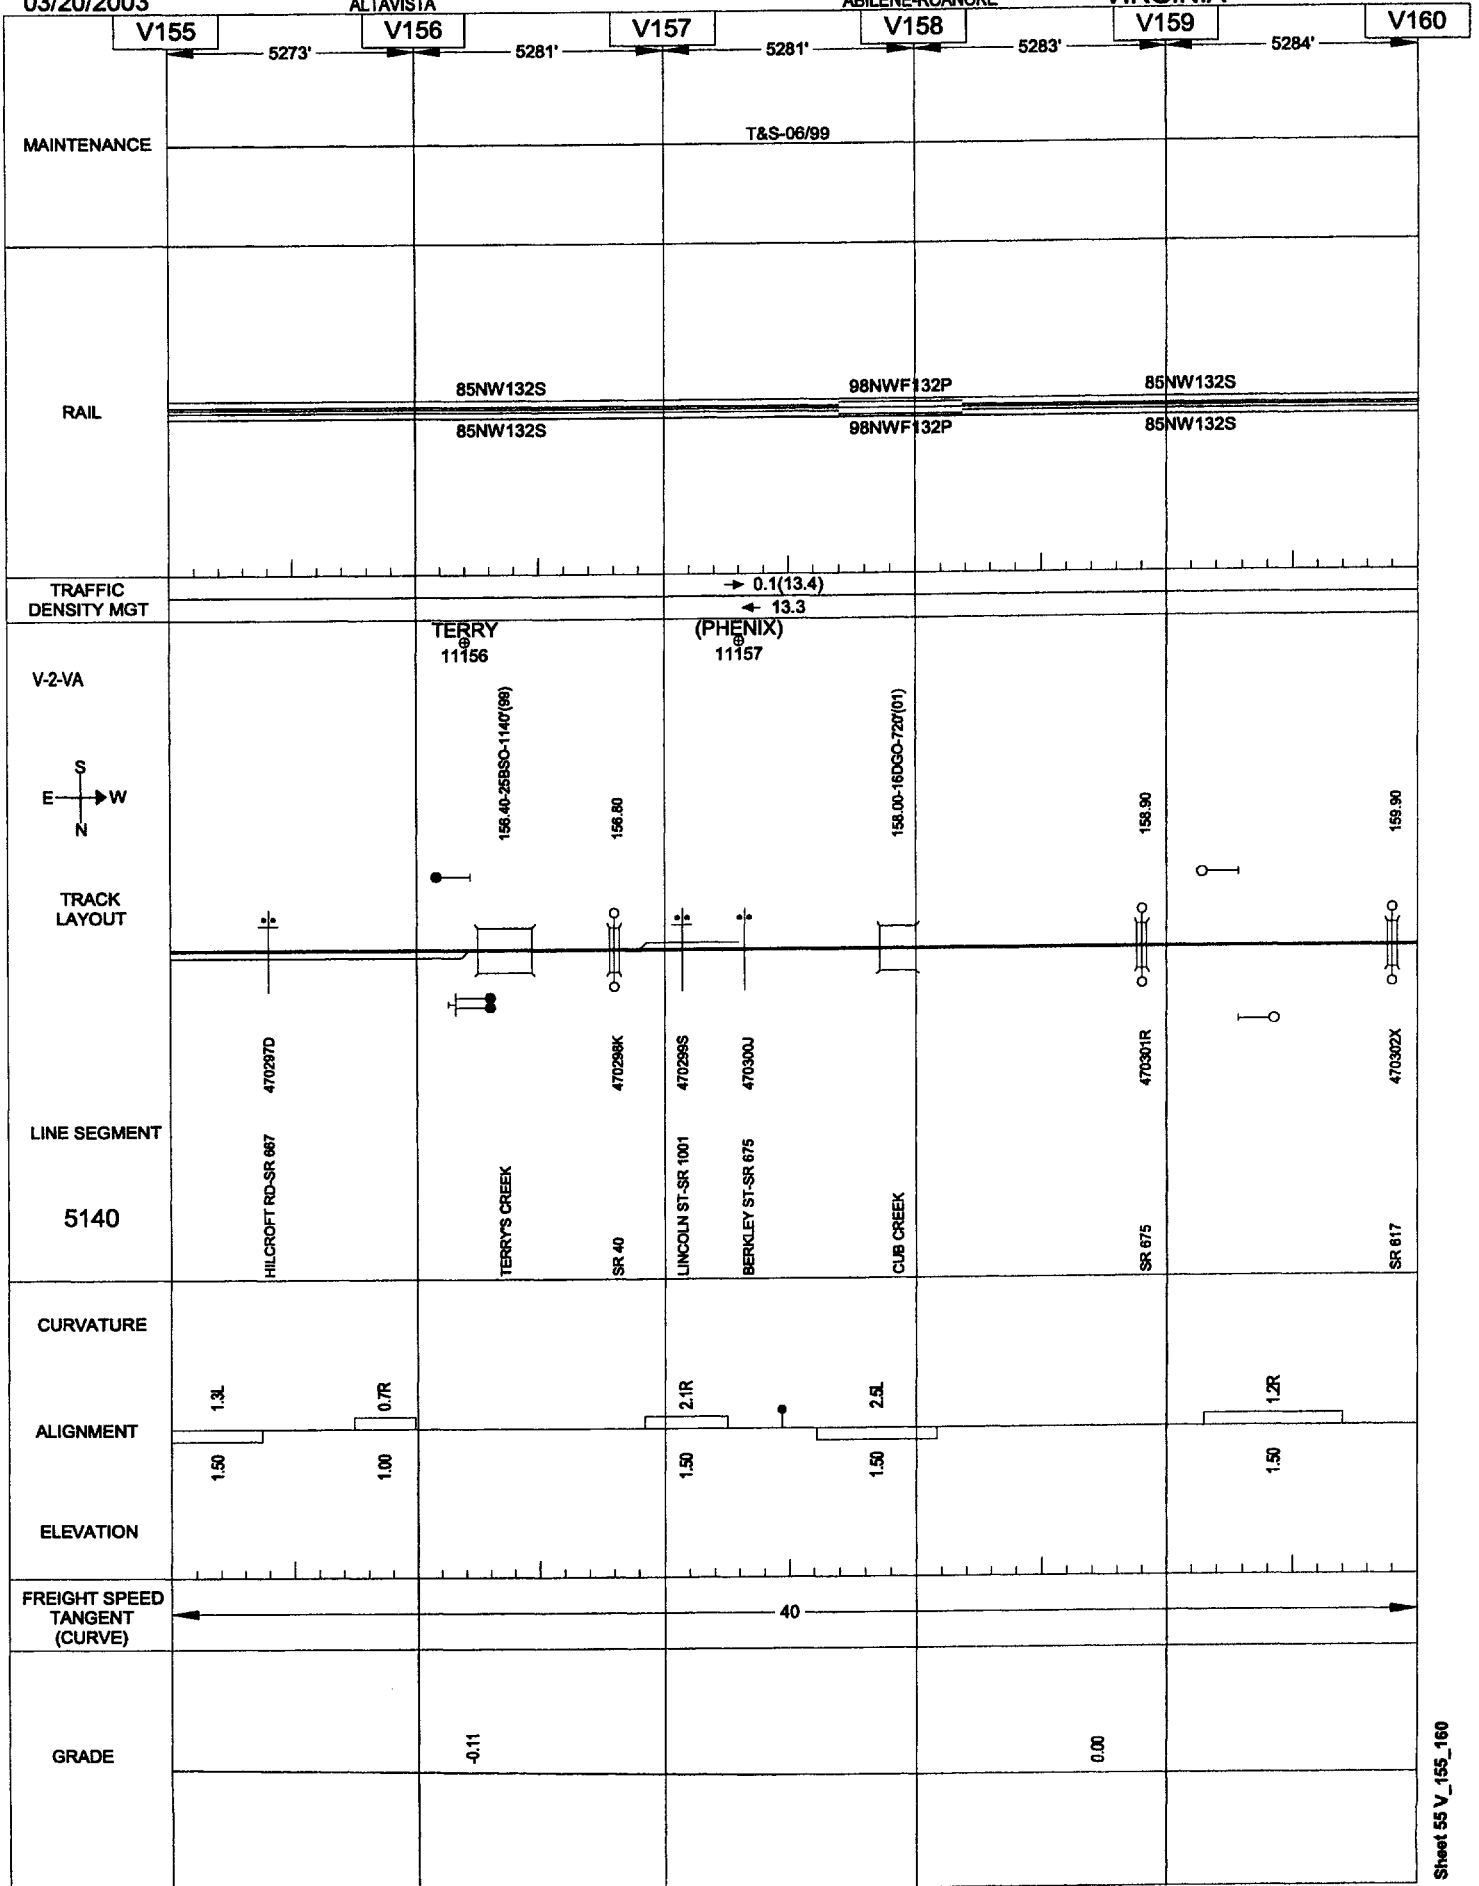 03/20/2003 ALTAVISTA ABILENE-ROANOKE VIRGINIA
V155 V156 V157 V158 V159 V160
5273' 5281' 5281' 5283' 5284'
MAINTENANCE
T&S-06/99
RAIL
85NW132S 98NWF132P 85NW132S
85NW132S 98NWF132P 85NW132S
TRAFFIC
DENSITY MGT
0.1(13.4)
13.3
TERRY
11156
(PHENIX)
11157
V-2-VA
S
E W
N
156.40-25BSO-1140'(99)
156.80
158.00-16DGO-720'(01)
158.90
159.90
TRACK
LAYOUT
470297D
470298K
470299S
470300J
470301R
470302X
LINE SEGMENT
5140
HILCROFT RD-SR 667
TERRY'S CREEK
SR 40
LINCOLN ST-SR 1001
BERKLEY ST-SR 675
CUB CREEK
SR 675
SR 617
CURVATURE
1.3L 0.7R 2.1R 2.5L 1.2R
ALIGNMENT
1.50 1.00 1.50 1.50 1.50
ELEVATION
FREIGHT SPEED
TANGENT
(CURVE)
40
GRADE
-0.11 0.00
Sheet 55 V_155_160